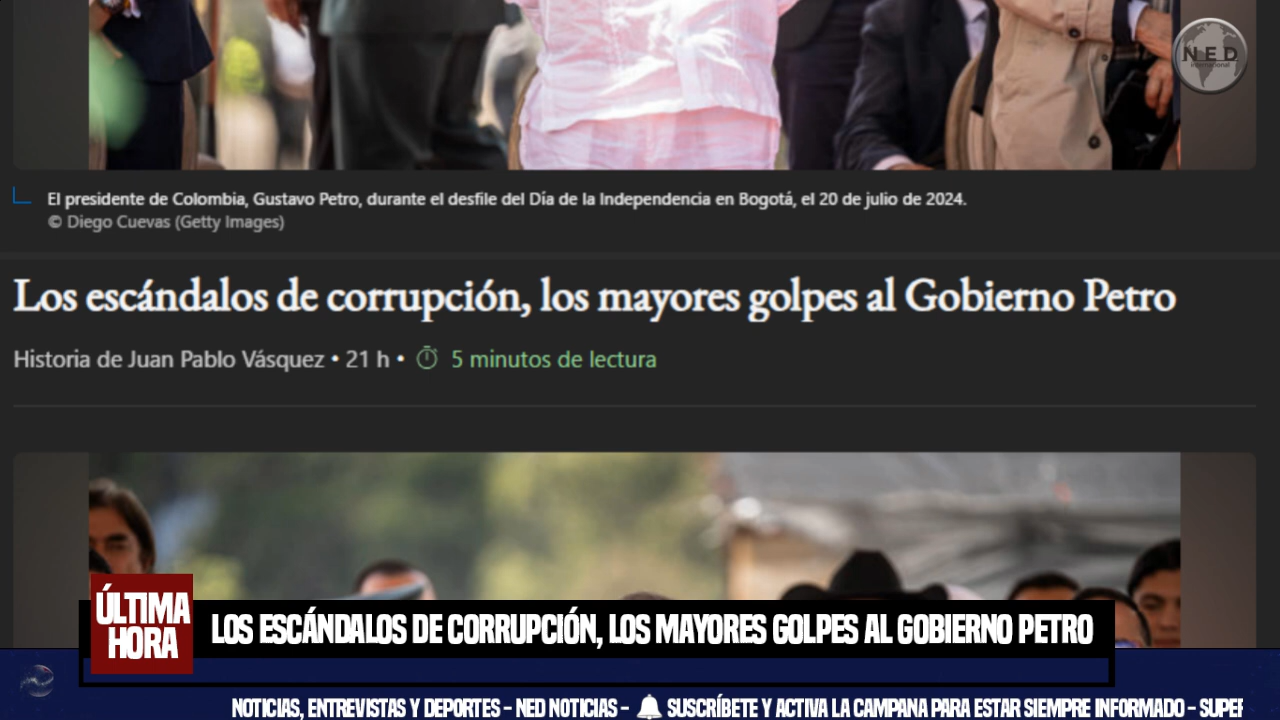 NED
international
El presidente de Colombia, Gustavo Petro, durante el desfile del Día de la Independencia en Bogotá, el 20 de julio de 2024.
© Diego Cuevas (Getty Images)
Los escándalos de corrupción, los mayores golpes al Gobierno Petro
Historia de Juan Pablo Vásquez • 21 h • 5 minutos de lectura
ÚLTIMA
HORA
LOS ESCÁNDALOS DE CORRUPCIÓN, LOS MAYORES GOLPES AL GOBIERNO PETRO
NOTICIAS, ENTREVISTAS Y DEPORTES - NED NOTICIAS - 🔔 SUSCRÍBETE Y ACTIVA LA CAMPANA PARA ESTAR SIEMPRE INFORMADO - SUPER